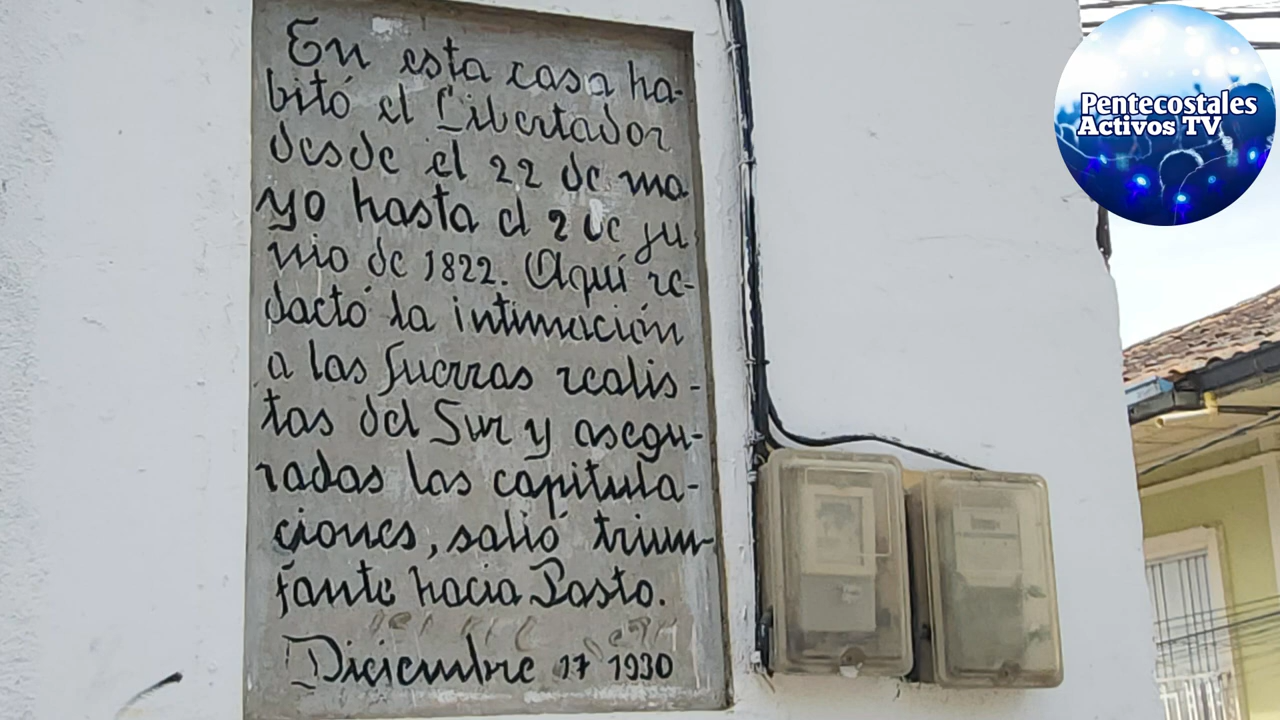 En esta casa ha-
bitó el Libertador
desde el 22 de ma
yo hasta el 2 de ju
nio de 1822. Aquí re-
dactó la intimación
a las fuerzas realis-
tas del Sur y asegu-
radas las capitula-
ciones, salió triun-
fante hacia Pasto.
Diciembre 17 1930
Pentecostales
Activos TV